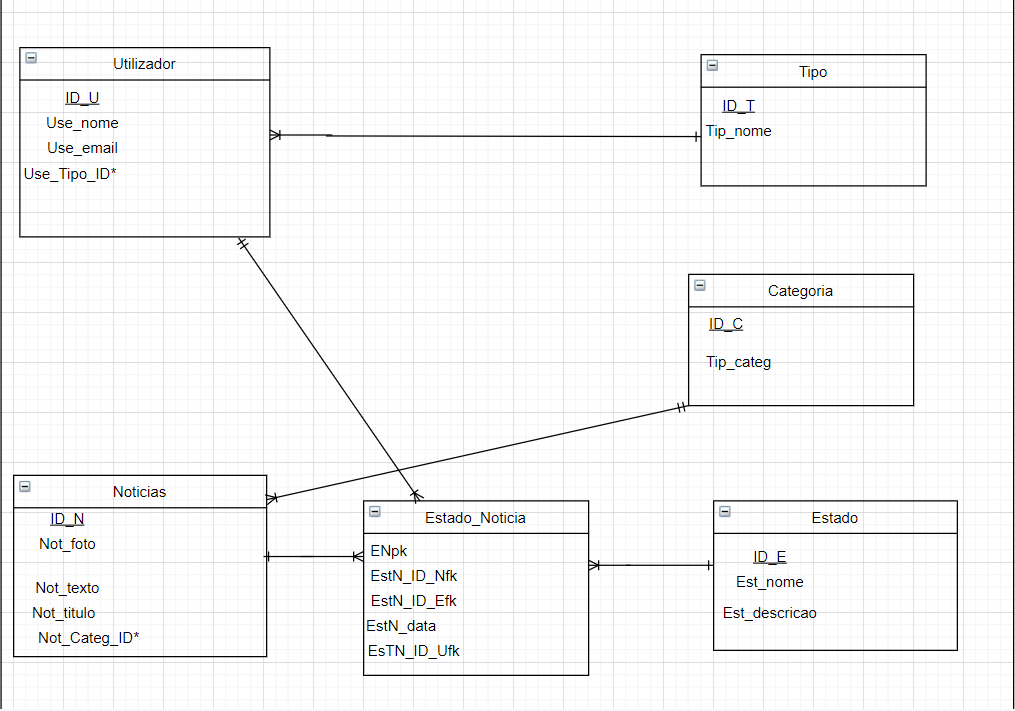 Utilizador
ID_U
Use_nome
Use_email
Use_Tipo_ID*
Tipo
ID_T
Tip_nome
Categoria
ID_C
Tip_categ
Noticias
ID_N
Not_foto
Not_texto
Not_titulo
Not_Categ_ID*
Estado_Noticia
ENpk
EstN_ID_Nfk
EstN_ID_Efk
EstN_data
EsTN_ID_Ufk
Estado
ID_E
Est_nome
Est_descricao